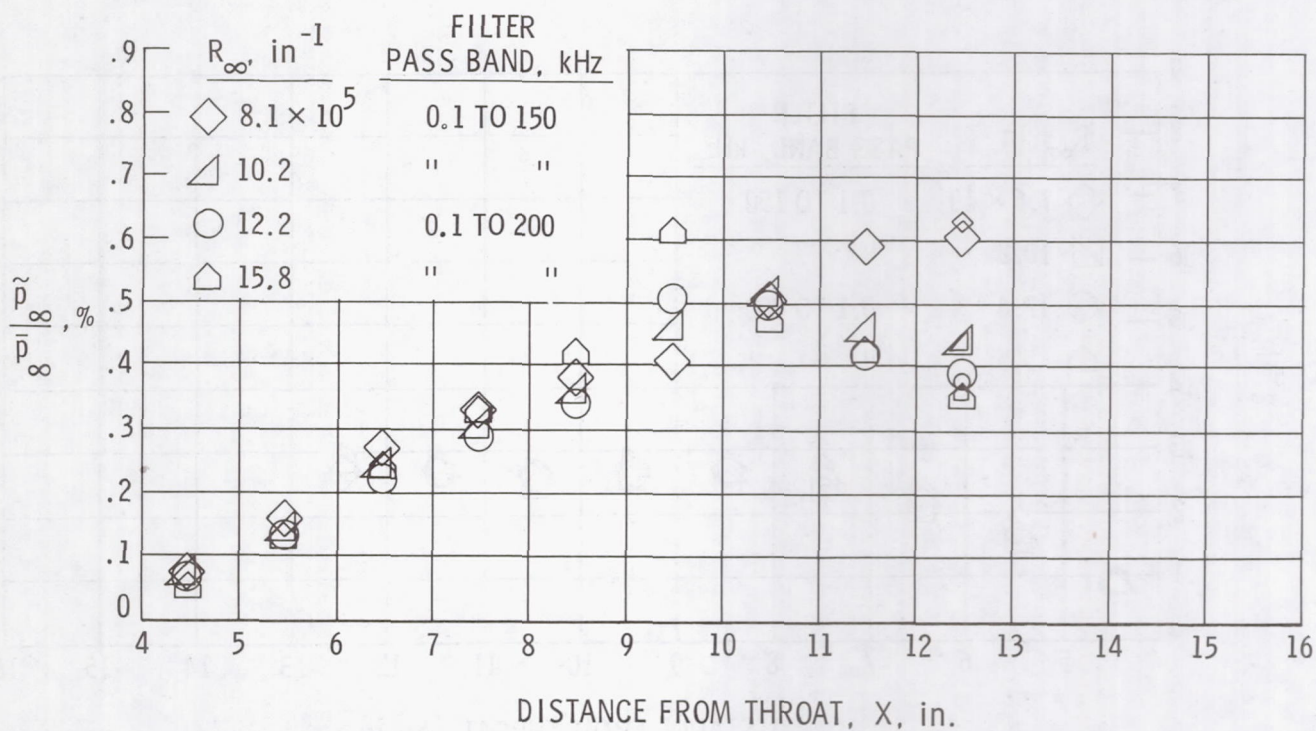 R∞, in⁻¹ FILTER PASS BAND, kHz
8.1 × 10⁵ 0.1 TO 150
10.2 " "
12.2 0.1 TO 200
15.8 " "
.9
.8
.7
.6
.5
.4
.3
.2
.1
0
p̃∞ / p̄∞, %
4 5 6 7 8 9 10 11 12 13 14 15 16
DISTANCE FROM THROAT, X, in.